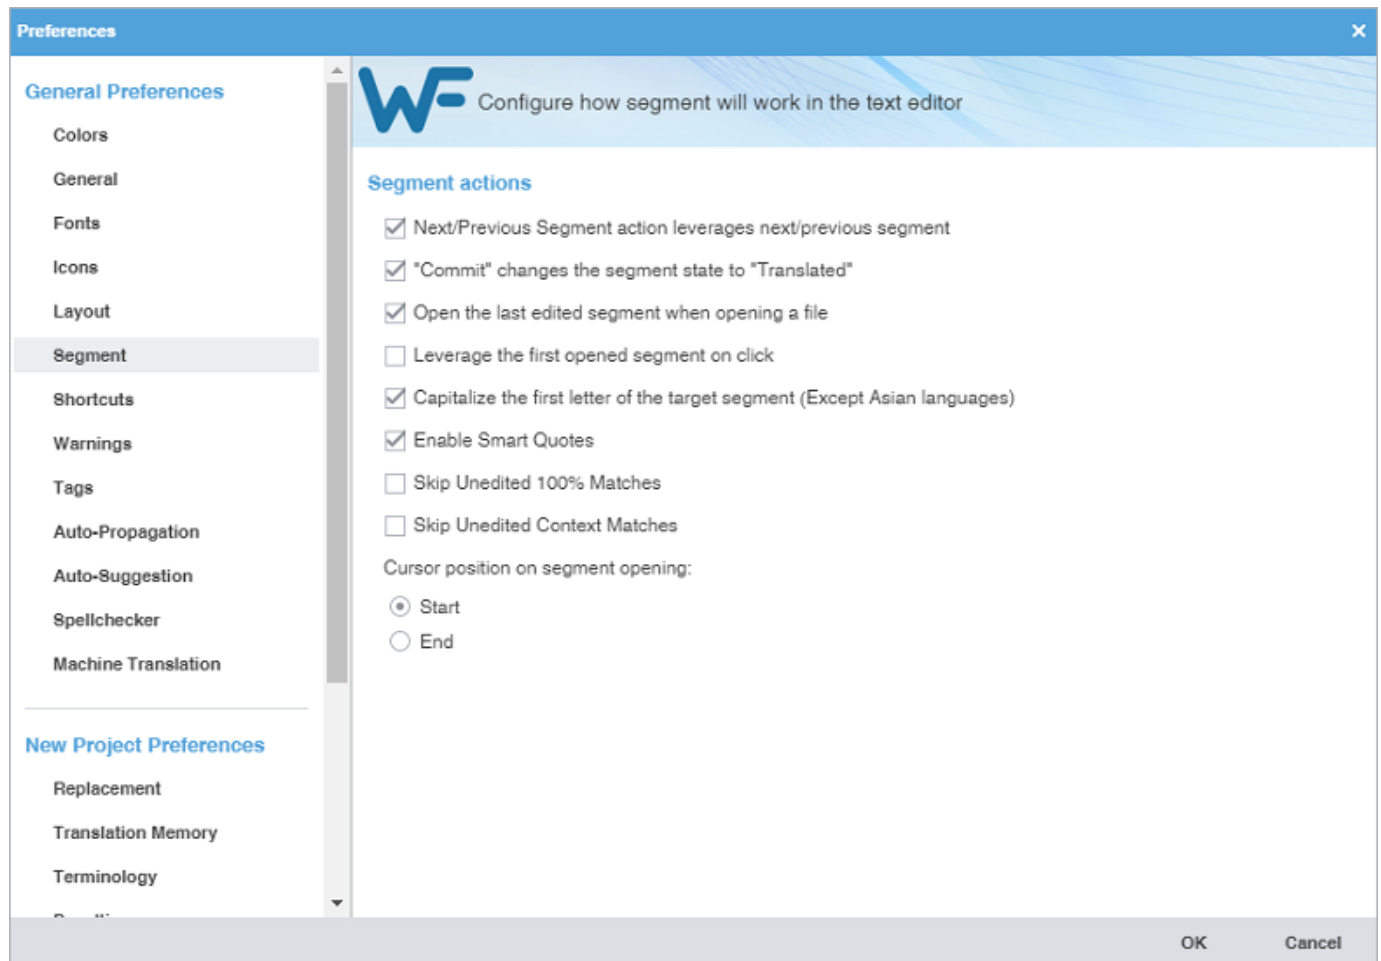 Preferences
General Preferences
Colors
General
Fonts
Icons
Layout
Segment
Shortcuts
Warnings
Tags
Auto-Propagation
Auto-Suggestion
Spellchecker
Machine Translation
New Project Preferences
Replacement
Translation Memory
Terminology
WF
Configure how segment will work in the text editor
Segment actions
Next/Previous Segment action leverages next/previous segment
"Commit" changes the segment state to "Translated"
Open the last edited segment when opening a file
Leverage the first opened segment on click
Capitalize the first letter of the target segment (Except Asian languages)
Enable Smart Quotes
Skip Unedited 100% Matches
Skip Unedited Context Matches
Cursor position on segment opening:
Start
End
OK Cancel